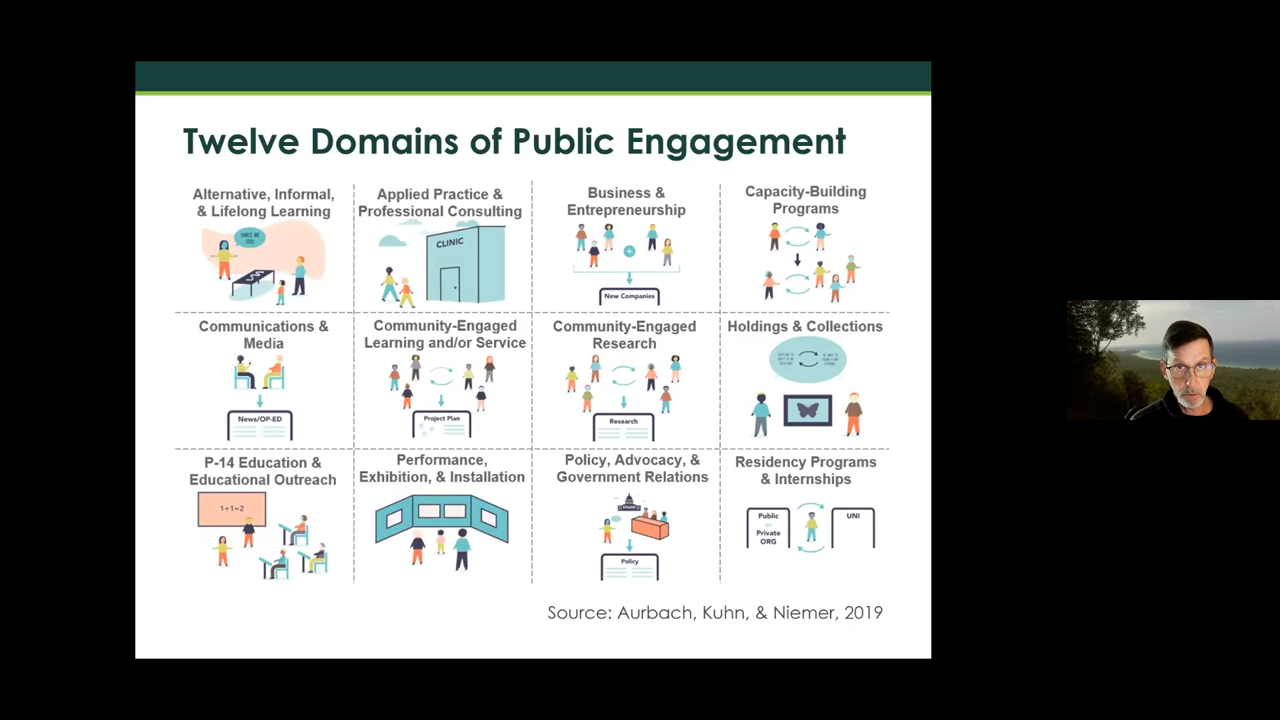 Twelve Domains of Public Engagement
Alternative, Informal,
& Lifelong Learning
Applied Practice &
Professional Consulting
CLINIC
Business &
Entrepreneurship
New Companies
Capacity-Building
Programs
Communications &
Media
News/OP-ED
Community-Engaged
Learning and/or Service
Project Plan
Community-Engaged
Research
Research
Holdings & Collections
P-14 Education &
Educational Outreach
1+1=2
Performance,
Exhibition, & Installation
Policy, Advocacy, &
Government Relations
Policy
Residency Programs
& Internships
Public
Private
ORG
UNI
Source: Aurbach, Kuhn, & Niemer, 2019